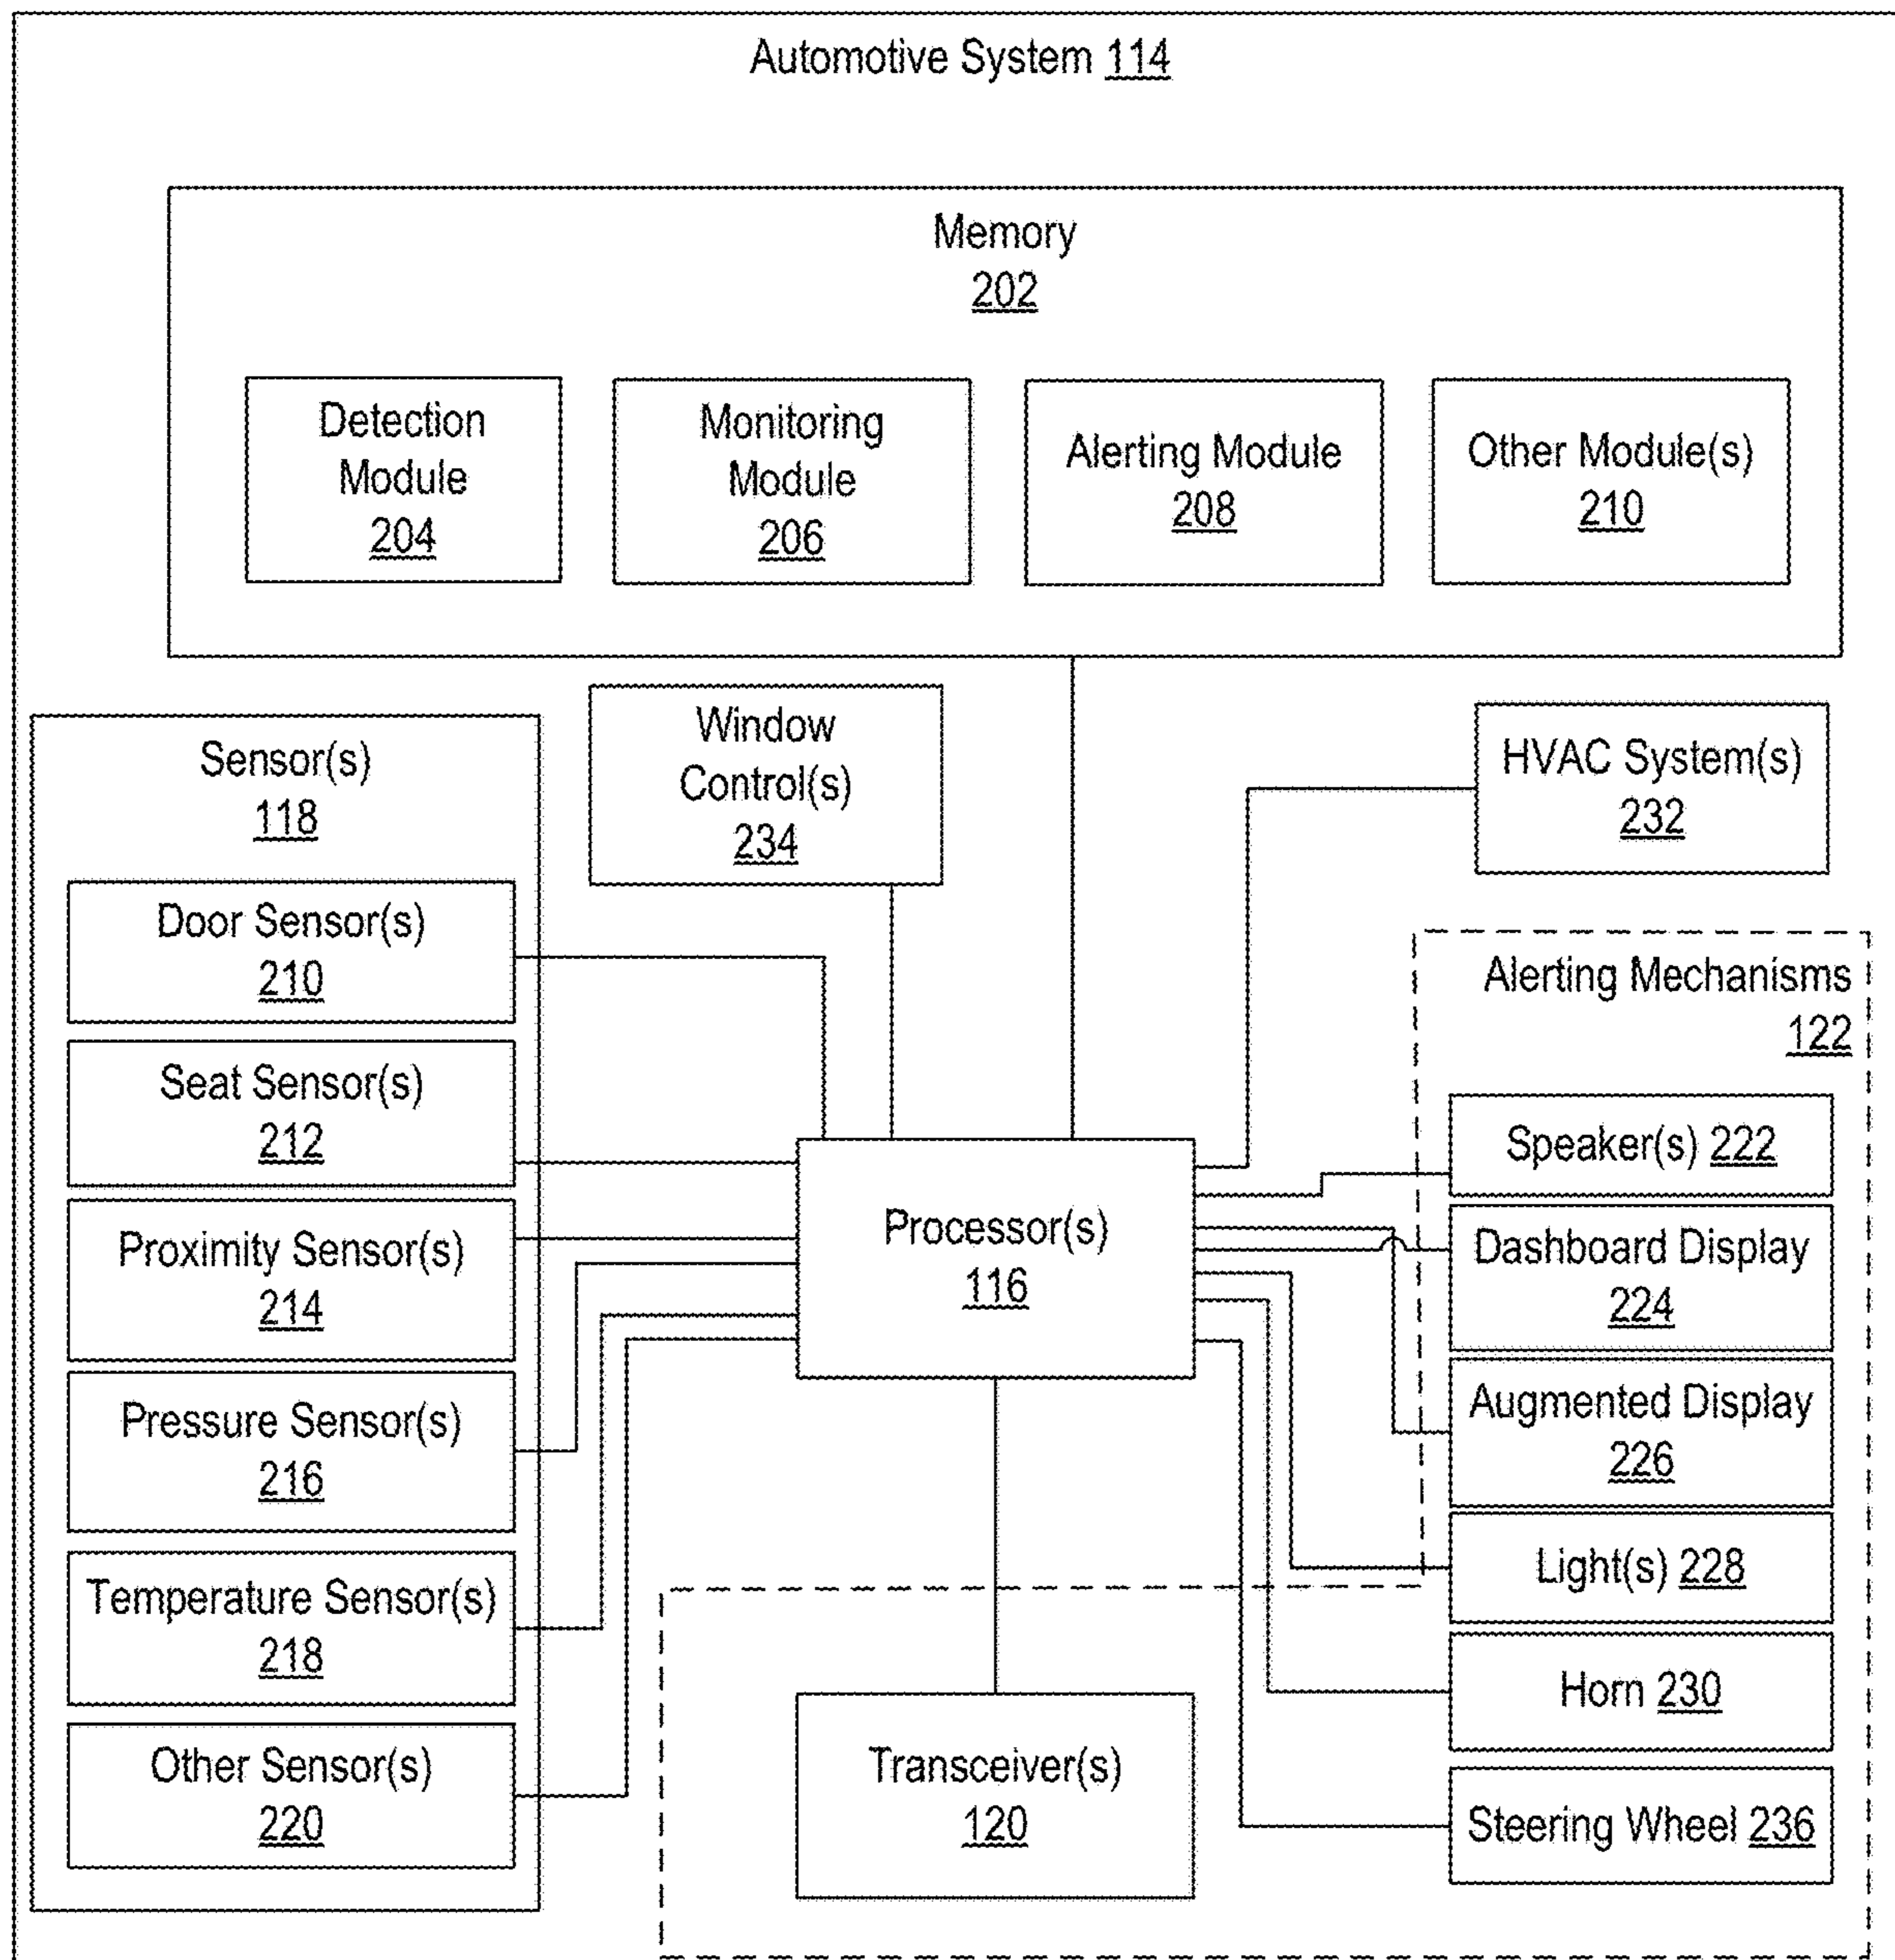 Automotive System 114
Memory
202
Detection
Module
204
Monitoring
Module
206
Alerting Module
208
Other Module(s)
210
Sensor(s)
118
Door Sensor(s)
210
Seat Sensor(s)
212
Proximity Sensor(s)
214
Pressure Sensor(s)
216
Temperature Sensor(s)
218
Other Sensor(s)
220
Window
Control(s)
234
HVAC System(s)
232
Processor(s)
116
Transceiver(s)
120
Alerting Mechanisms
122
Speaker(s) 222
Dashboard Display
224
Augmented Display
226
Light(s) 228
Horn 230
Steering Wheel 236